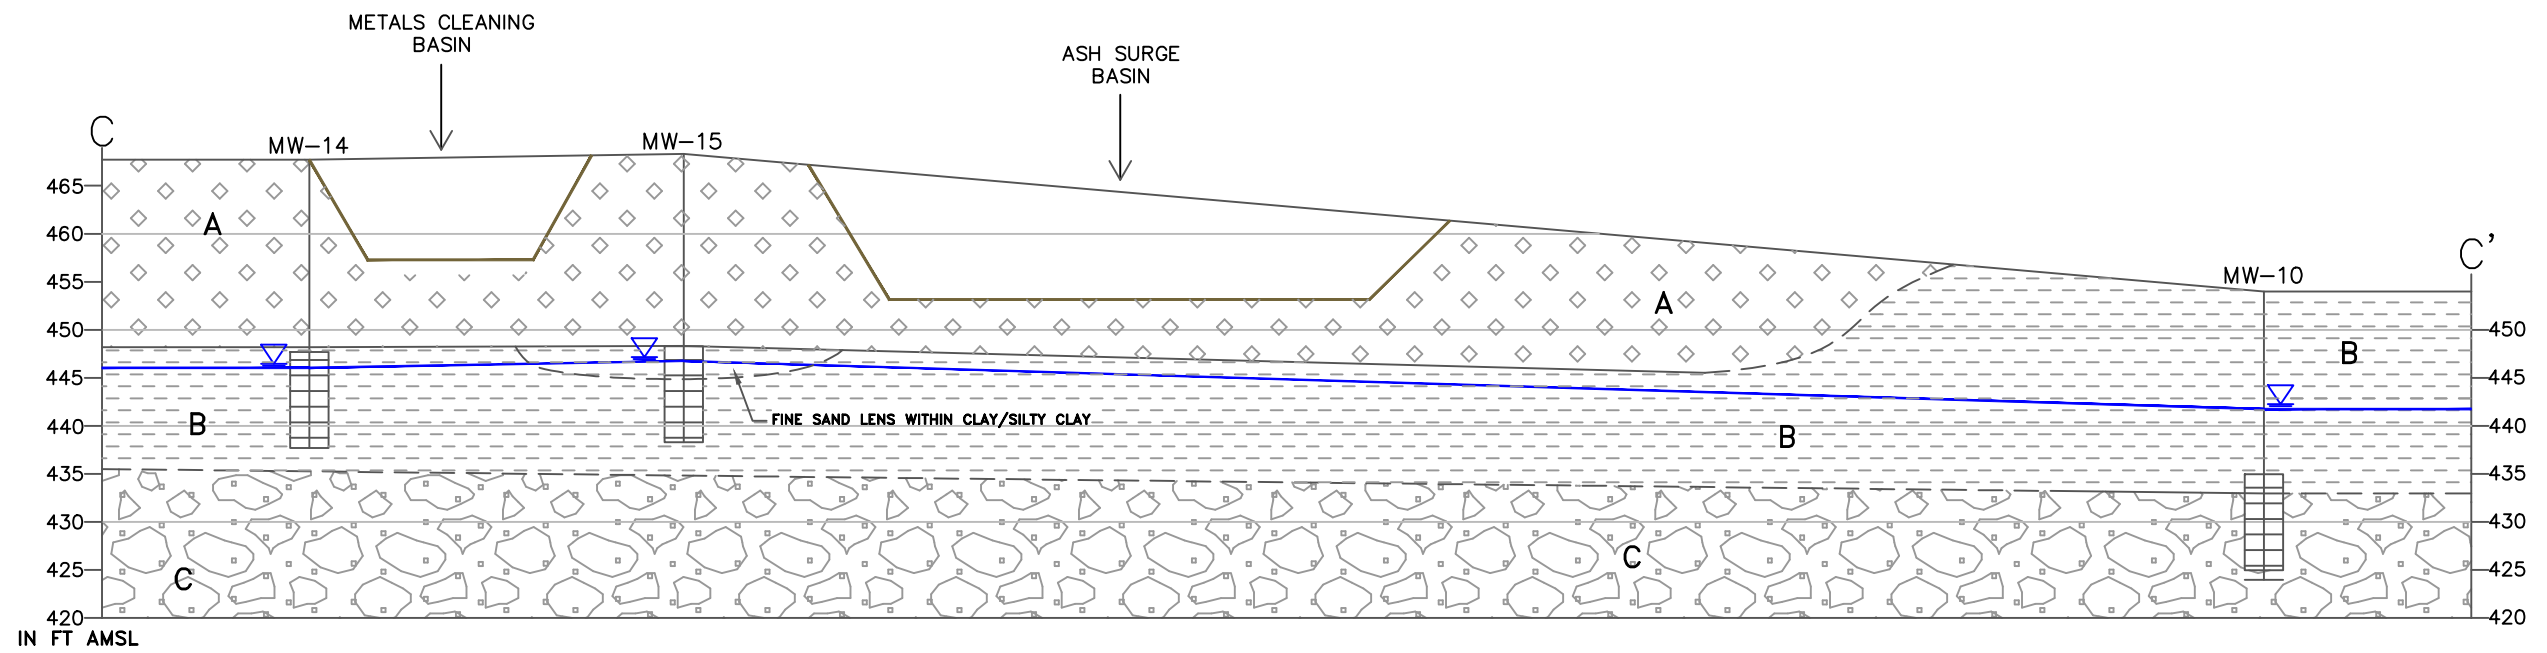 METALS CLEANING
BASIN
ASH SURGE
BASIN
C
MW-14
MW-15
C'
MW-10
465
460
455
450
445
440
435
430
425
420
IN FT AMSL
A
A
B
B
B
FINE SAND LENS WITHIN CLAY/SILTY CLAY
C
C
450
445
440
435
430
425
420